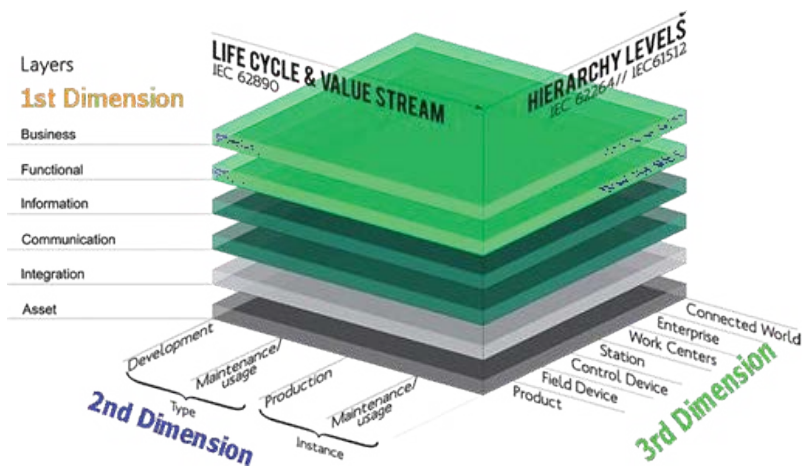 LIFE CYCLE & VALUE STREAM
IEC 62890
HIERARCHY LEVELS
IEC 62264// IEC61512
Layers
1st Dimension
Business
Functional
Information
Communication
Integration
Asset
Development
Maintenance/
usage
Type
Production
Maintenance/
usage
Instance
2nd Dimension
Connected World
Enterprise
Work Centers
Station
Control Device
Field Device
Product
3rd Dimension